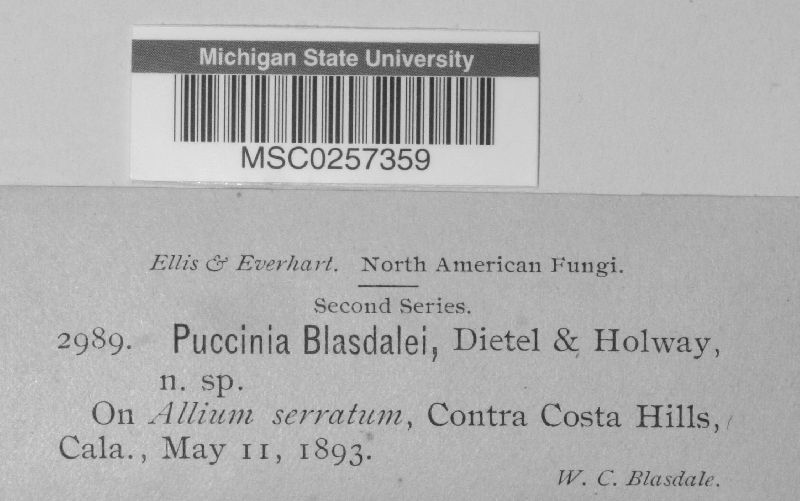 Michigan State University
MSC0257359
Ellis & Everhart. North American Fungi.
Second Series.
2989. Puccinia Blasdalei, Dietel & Holway,
n. sp.
On Allium serratum, Contra Costa Hills,
Cala., May 11, 1893.
W. C. Blasdale.